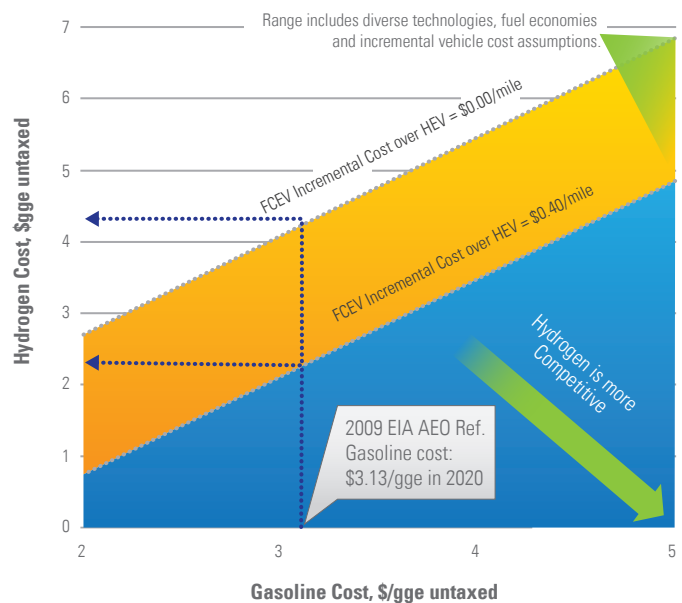 Range includes diverse technologies, fuel economies
and incremental vehicle cost assumptions.
7
6
5
4
3
2
1
0
Hydrogen Cost, $gge untaxed
FCEV Incremental Cost over HEV = $0.00/mile
FCEV Incremental Cost over HEV = $0.40/mile
Hydrogen is more
Competitive
2009 EIA AEO Ref.
Gasoline cost:
$3.13/gge in 2020
2
3
4
5
Gasoline Cost, $/gge untaxed